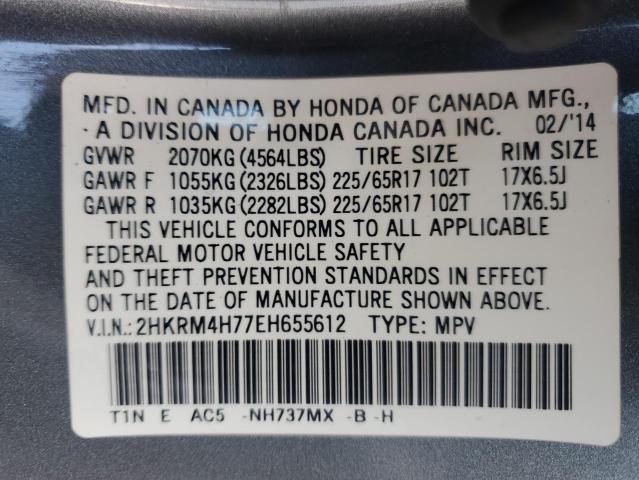 MFD. IN CANADA BY HONDA OF CANADA MFG.,
A DIVISION OF HONDA CANADA INC. 02/'14
GVWR 2070KG(4564LBS) TIRE SIZE RIM SIZE
GAWR F 1055KG(2326LBS) 225/65R17 102T 17X6.5J
GAWR R 1035KG(2282LBS) 225/65R17 102T 17X6.5J
THIS VEHICLE CONFORMS TO ALL APPLICABLE
FEDERAL MOTOR VEHICLE SAFETY
AND THEFT PREVENTION STANDARDS IN EFFECT
ON THE DATE OF MANUFACTURE SHOWN ABOVE.
V.I.N.:2HKRM4H77EH655612 TYPE: MPV
T1N E AC5 -NH737MX -B -H